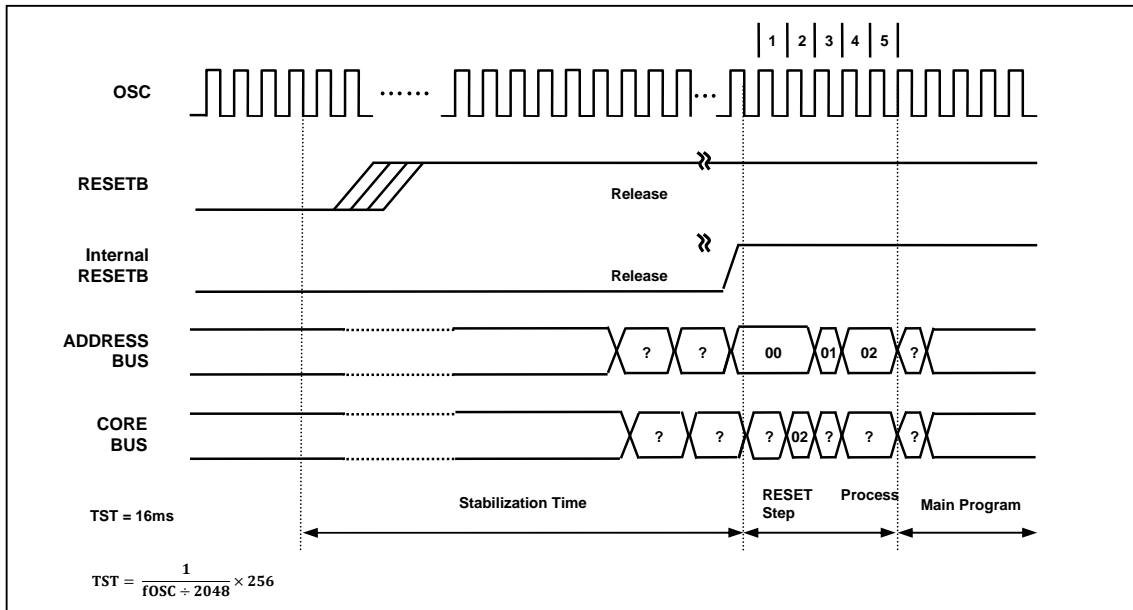 1 2 3 4 5
OSC
RESETB
Release
Internal
RESETB
Release
ADDRESS
BUS
? ? 00 01 02 ?
CORE
BUS
? ? ? 02 ? ? ?
TST = 16ms
Stabilization Time
RESET Process
Step
Main Program
TST = 1 / fOSC ÷ 2048 × 256